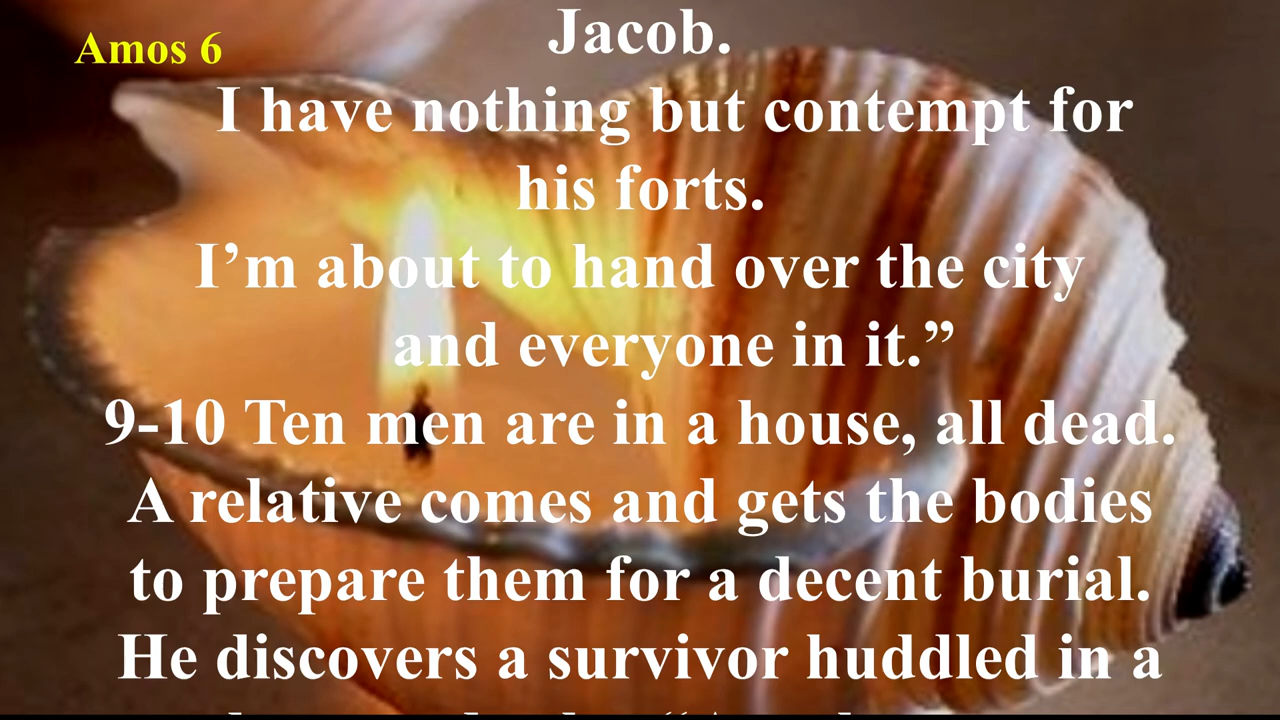 Amos 6
Jacob.
I have nothing but contempt for
his forts.
I’m about to hand over the city
and everyone in it.”
9-10 Ten men are in a house, all dead.
A relative comes and gets the bodies
to prepare them for a decent burial.
He discovers a survivor huddled in a